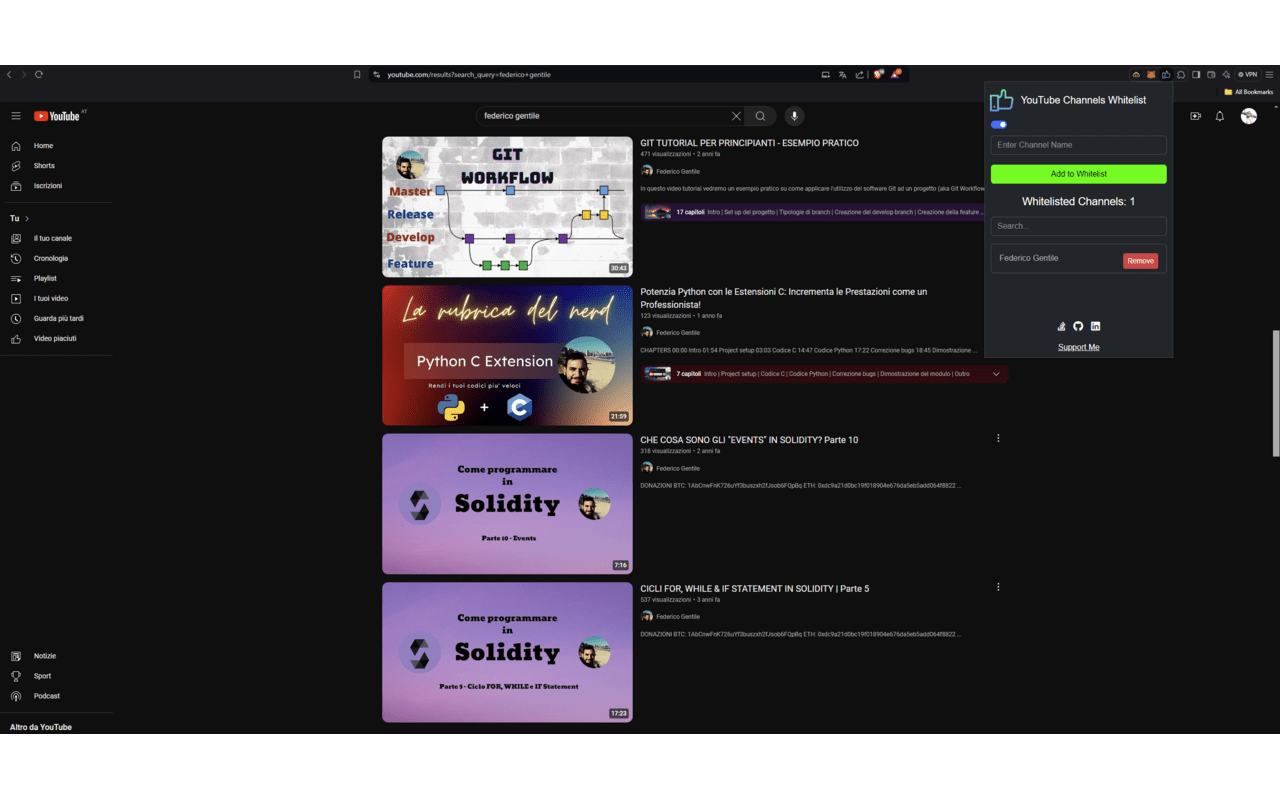 youtube.com/results?search_query=federico+gentile
VPN
All Bookmarks
YouTube AT
federico gentile
Home
Shorts
Iscrizioni
Tu
Il tuo canale
Cronologia
Playlist
I tuoi video
Guarda più tardi
Video piaciuti
Notizie
Sport
Podcast
Altro da YouTube
GIT
WORKFLOW
Master
Release
Develop
Feature
30:43
GIT TUTORIAL PER PRINCIPIANTI - ESEMPIO PRATICO
471 visualizzazioni • 2 anni fa
Federico Gentile
In questo video tutorial vedremo un esempio pratico su come applicare l'utilizzo del software Git ad un progetto (aka Git Workflow
17 capitoli Intro | Set up del progetto | Tipologie di branch | Creazione del develop branch | Creazione della feature ...
La rubrica del nerd
Python C Extension
Rendi i tuoi codici piu' veloci
+
C
21:59
Potenzia Python con le Estensioni C: Incrementa le Prestazioni come un
Professionista!
123 visualizzazioni • 1 anno fa
Federico Gentile
CHAPTERS 00:00 Intro 01:54 Project setup 03:03 Codice C 14:47 Codice Python 17:22 Correzione bugs 18:45 Dimostrazione ...
7 capitoli Intro | Project setup | Codice C | Codice Python | Correzione bugs | Dimostrazione del modulo | Outro
Come programmare
in
Solidity
Parte 10 - Events
7:16
CHE COSA SONO GLI "EVENTS" IN SOLIDITY? Parte 10
318 visualizzazioni • 2 anni fa
Federico Gentile
DONAZIONI BTC: ETH: ...
Come programmare
in
Solidity
Parte 5 - Ciclo FOR, WHILE e IF Statement
17:23
CICLI FOR, WHILE & IF STATEMENT IN SOLIDITY | Parte 5
537 visualizzazioni • 3 anni fa
Federico Gentile
DONAZIONI BTC: ETH: ...
YouTube Channels Whitelist
Enter Channel Name
Add to Whitelist
Whitelisted Channels: 1
Search...
Federico Gentile
Remove
Support Me